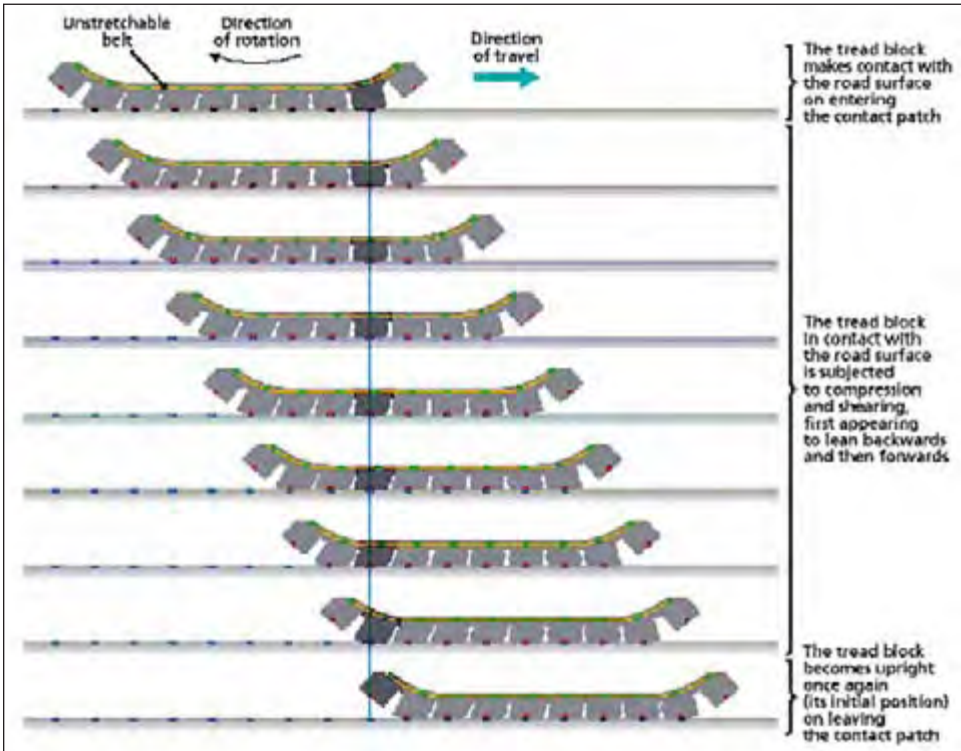 Unstretchable
belt
Direction
of rotation
Direction
of travel
The tread block
makes contact with
the road surface
on entering
the contact patch
The tread block
in contact with
the road surface
is subjected
to compression
and shearing,
first appearing
to lean backwards
and then forwards
The tread block
becomes upright
once again
(its initial position)
on leaving
the contact patch